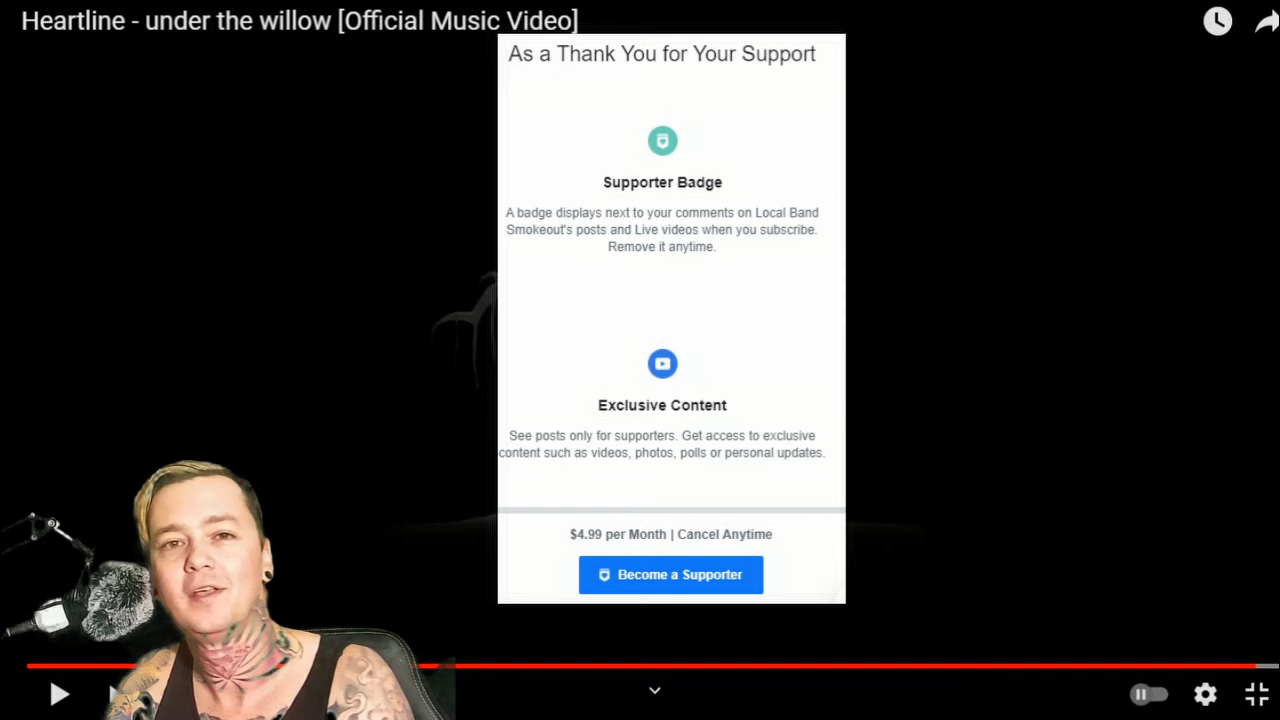 Heartline - under the willow [Official Music Video]
As a Thank You for Your Support
Supporter Badge
A badge displays next to your comments on Local Band
Smokeout's posts and Live videos when you subscribe.
Remove it anytime.
Exclusive Content
See posts only for supporters. Get access to exclusive
content such as videos, photos, polls or personal updates.
$4.99 per Month | Cancel Anytime
Become a Supporter